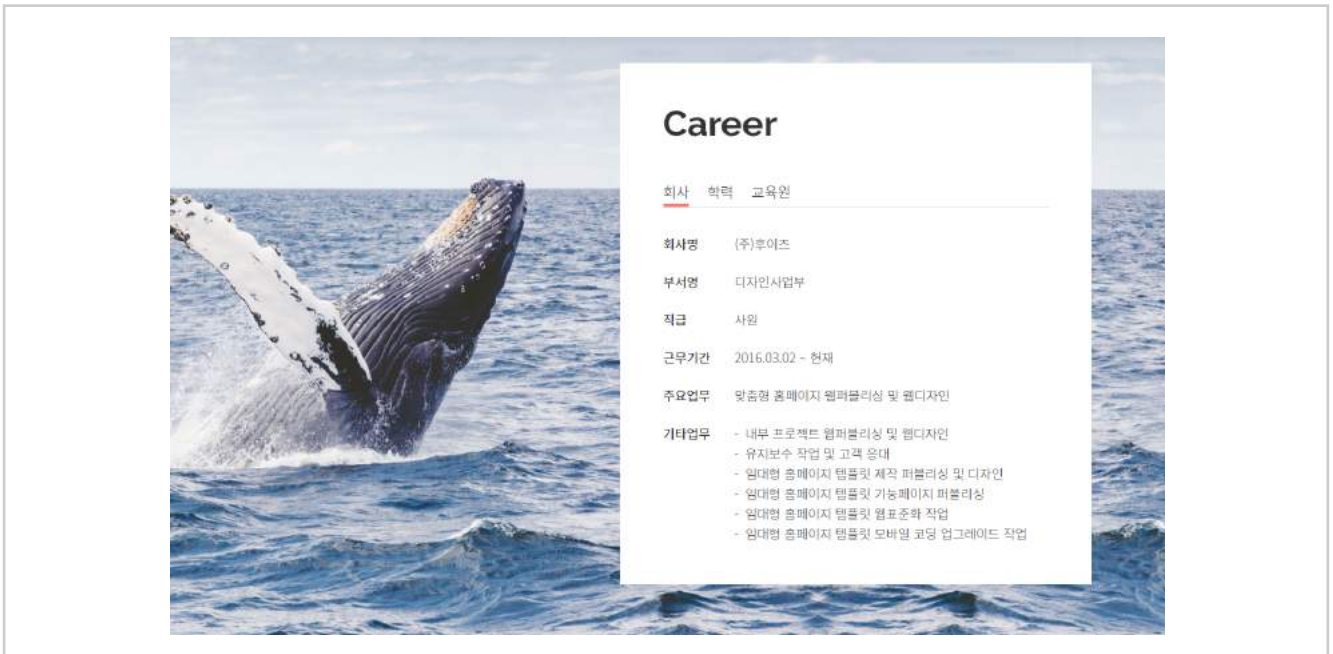 Career
회사 학력 교육원
회사명 (주)후이즈
부서명 디자인사업부
직급 사원
근무기간 2016.03.02 ~ 현재
주요업무 맞춤형 홈페이지 웹퍼블리싱 및 웹디자인
기타업무 - 내부 프로젝트 웹퍼블리싱 및 웹디자인
- 유지보수 작업 및 고객 응대
- 임대형 홈페이지 템플릿 제작 퍼블리싱 및 디자인
- 임대형 홈페이지 템플릿 기능페이지 퍼블리싱
- 임대형 홈페이지 템플릿 웹표준화 작업
- 임대형 홈페이지 템플릿 모바일 코딩 업그레이드 작업